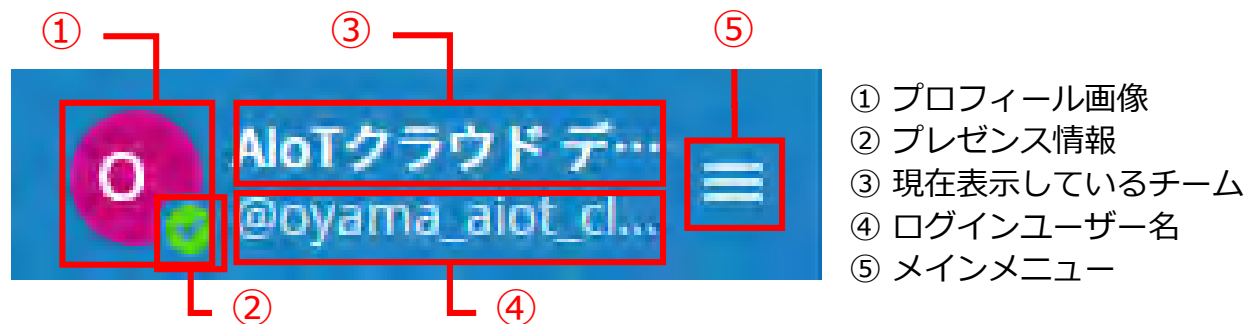 ① ③ ⑤
O
AIoTクラウド デ…
@oyama_aiot_cl...
② ④
① プロフィール画像
② プレゼンス情報
③ 現在表示しているチーム
④ ログインユーザー名
⑤ メインメニュー